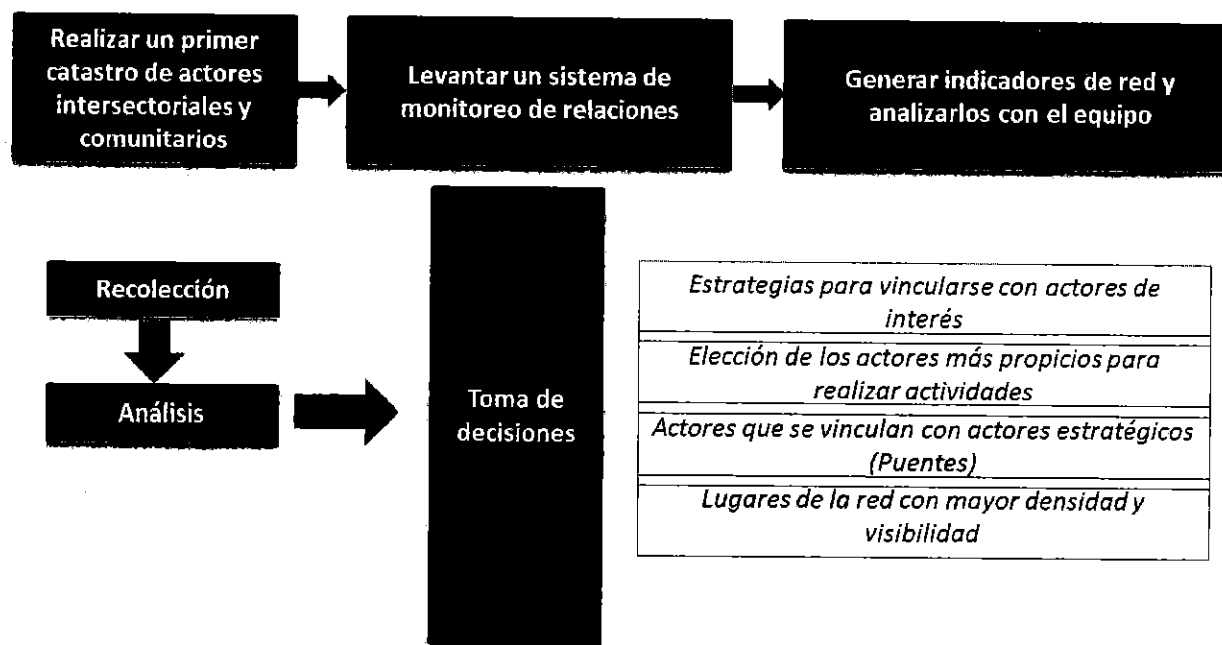 Realizar un primer
catastro de actores
intersectoriales y
comunitarios
Levantar un sistema de
monitoreo de relaciones
Generar indicadores de red y
analizarlos con el equipo
Recolección
Análisis
Toma de
decisiones
Estrategias para vincularse con actores de
interés
Elección de los actores más propicios para
realizar actividades
Actores que se vinculan con actores estratégicos
(Puentes)
Lugares de la red con mayor densidad y
visibilidad